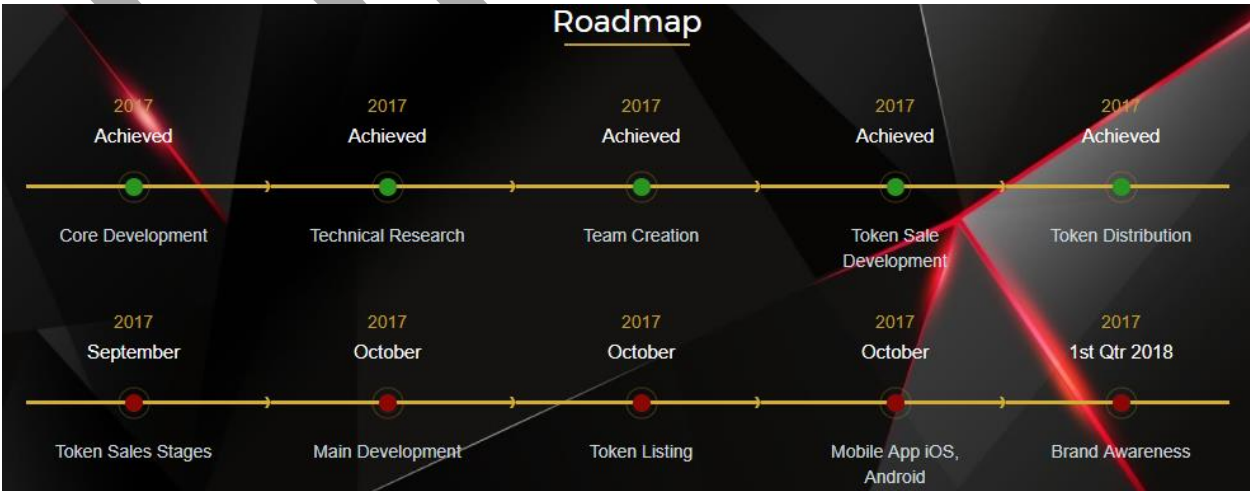 Roadmap
2017 2017 2017 2017 2017
Achieved Achieved Achieved Achieved Achieved
Core Development Technical Research Team Creation Token Sale Token Distribution
Development
2017 2017 2017 2017 2017
September October October October 1st Qtr 2018
Token Sales Stages Main Development Token Listing Mobile App iOS, Brand Awareness
Android